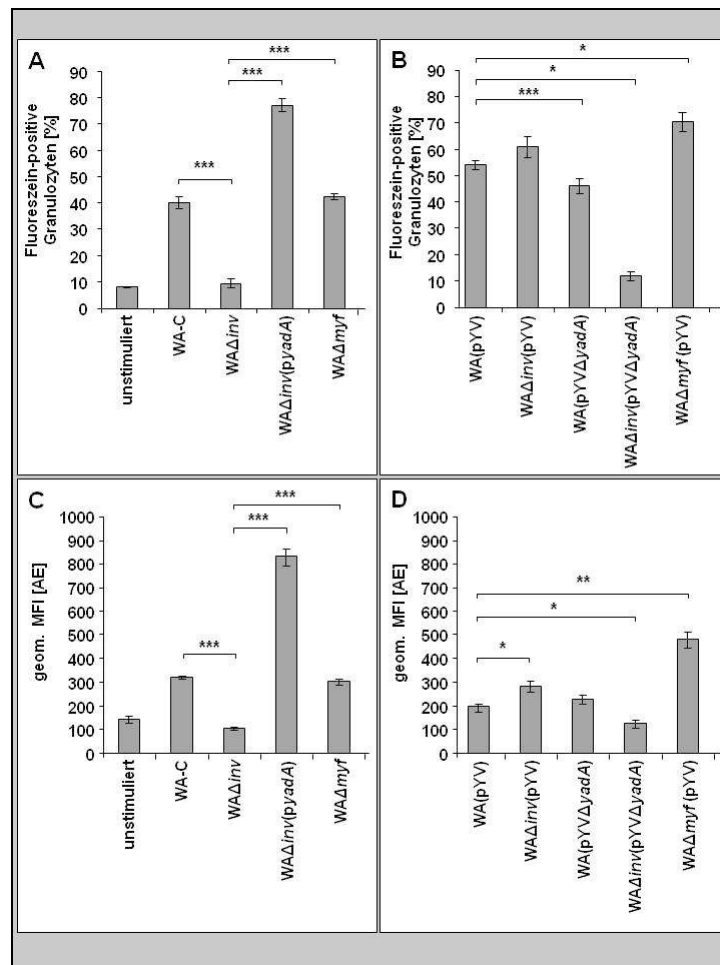 A
Fluoreszein-positive
Granulozyten [%]
90
80
70
60
50
40
30
20
10
0
***
***
***
unstimuliert
WA-C
WAΔinv
WAΔinv(pyadA)
WAΔmyf
B
Fluoreszein-positive
Granulozyten [%]
90
80
70
60
50
40
30
20
10
0
*
*
***
WA(pYV)
WAΔinv(pYV)
WA(pYVΔyadA)
WAΔinv(pYVΔyadA)
WAΔmyf (pYV)
C
geom. MFI [AE]
1000
900
800
700
600
500
400
300
200
100
0
***
***
***
unstimuliert
WA-C
WAΔinv
WAΔinv(pyadA)
WAΔmyf
D
geom. MFI [AE]
1000
900
800
700
600
500
400
300
200
100
0
**
*
*
WA(pYV)
WAΔinv(pYV)
WA(pYVΔyadA)
WAΔinv(pYVΔyadA)
WAΔmyf (pYV)